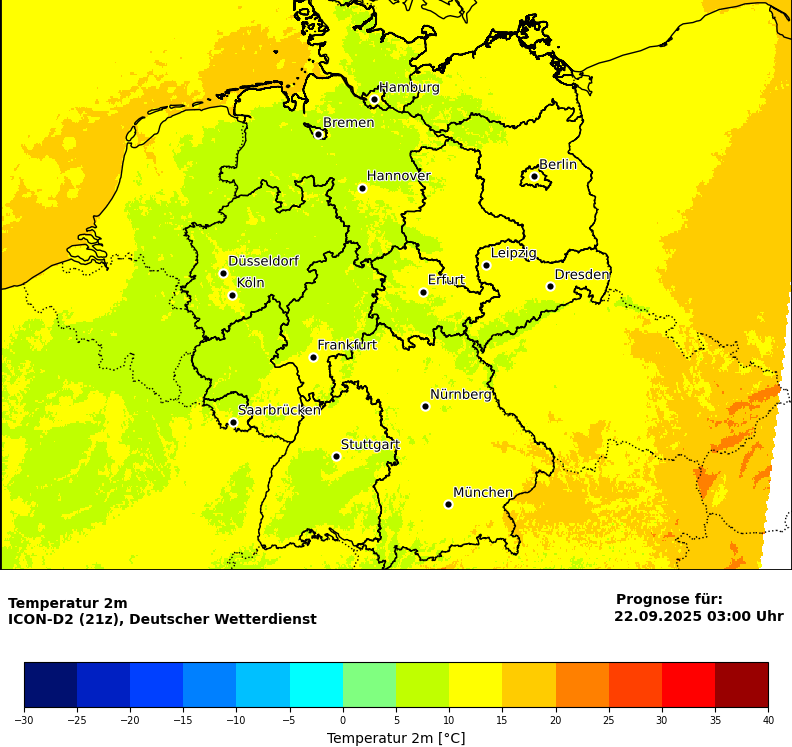 Hamburg
Bremen
Berlin
Hannover
Leipzig
Düsseldorf
Dresden
Köln
Erfurt
Frankfurt
Nürnberg
Saarbrücken
Stuttgart
München
Temperatur 2m
ICON-D2 (21z), Deutscher Wetterdienst
Prognose für:
22.09.2025 03:00 Uhr
−30 −25 −20 −15 −10 −5 0 5 10 15 20 25 30 35 40
Temperatur 2m [°C]